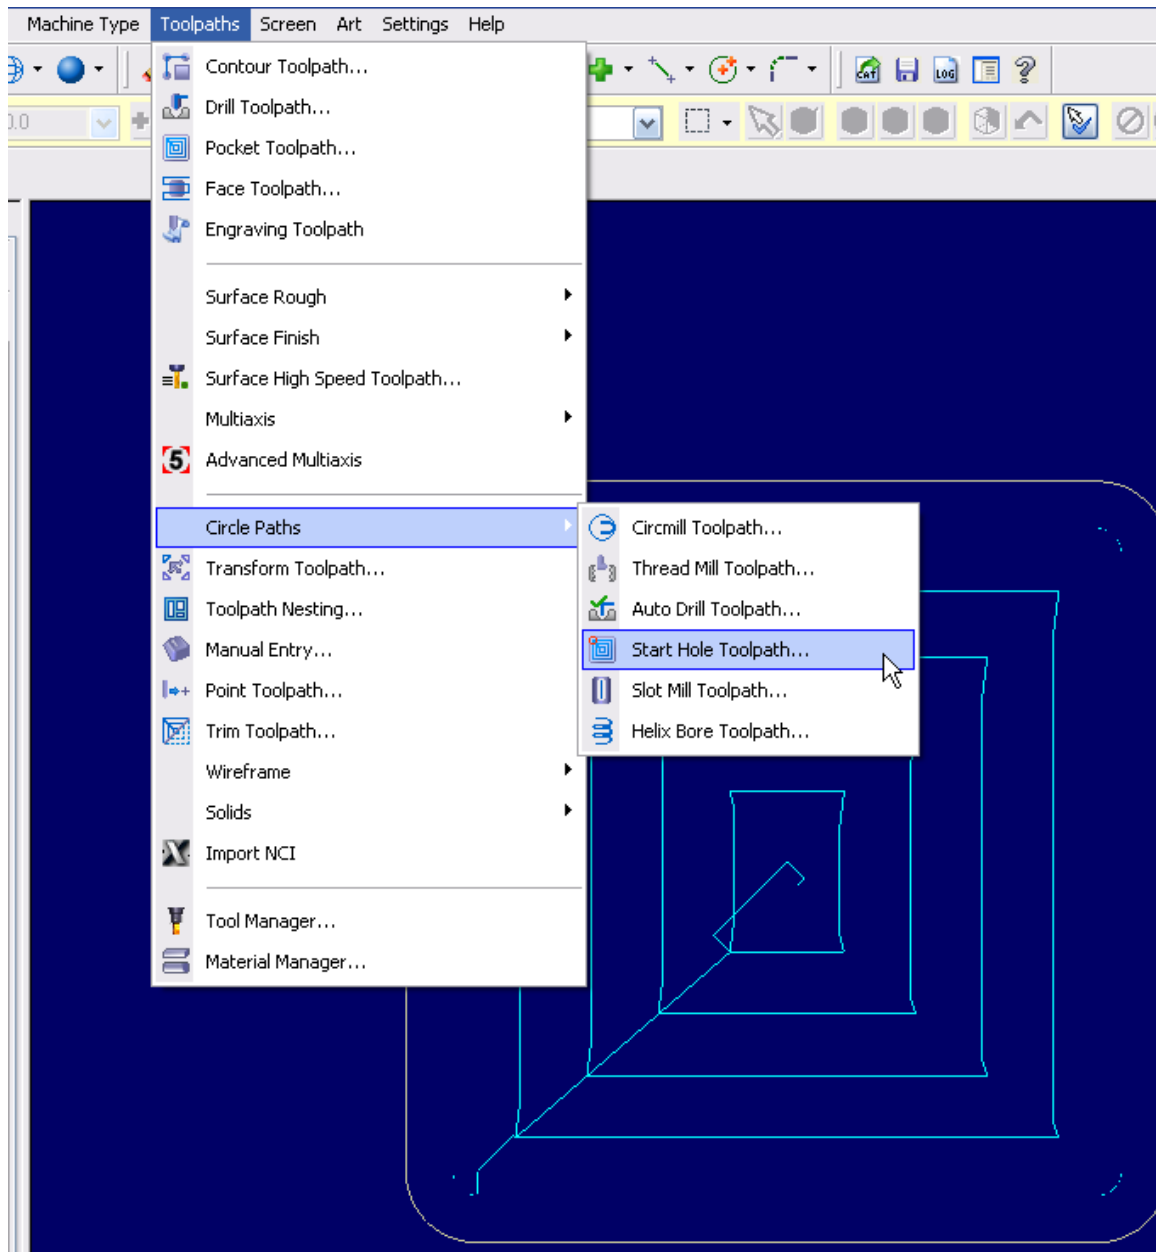 Machine Type Toolpaths Screen Art Settings Help
Contour Toolpath...
CAT LOG
Drill Toolpath...
Pocket Toolpath...
Face Toolpath...
Engraving Toolpath
Surface Rough
Surface Finish
Surface High Speed Toolpath...
Multiaxis
5 Advanced Multiaxis
Circle Paths
Circmill Toolpath...
Transform Toolpath...
Thread Mill Toolpath...
Toolpath Nesting...
Auto Drill Toolpath...
Manual Entry...
Start Hole Toolpath...
Point Toolpath...
Slot Mill Toolpath...
Trim Toolpath...
Helix Bore Toolpath...
Wireframe
Solids
X Import NCI
Tool Manager...
Material Manager...